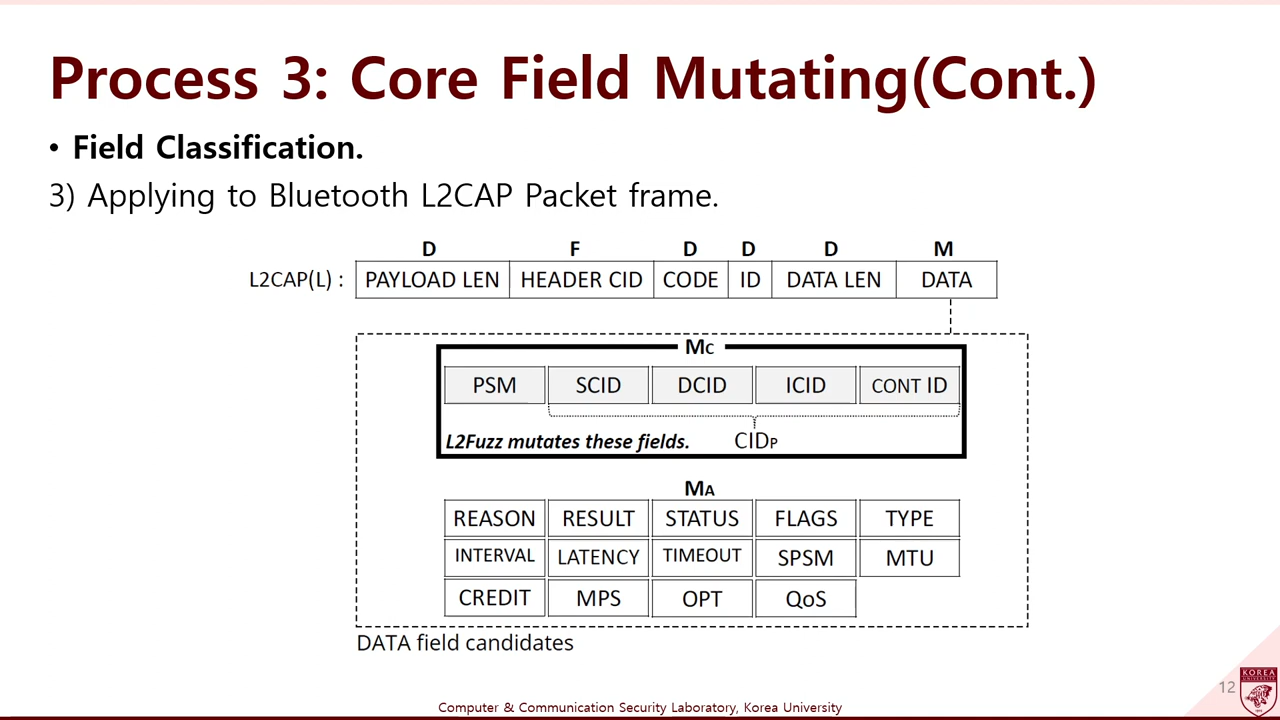 Process 3: Core Field Mutating(Cont.)
• Field Classification.
3) Applying to Bluetooth L2CAP Packet frame.
D F D D D M
L2CAP(L) : PAYLOAD LEN HEADER CID CODE ID DATA LEN DATA
MC
PSM SCID DCID ICID CONT ID
L2Fuzz mutates these fields. CIDP
MA
REASON RESULT STATUS FLAGS TYPE
INTERVAL LATENCY TIMEOUT SPSM MTU
CREDIT MPS OPT QoS
DATA field candidates
12
KOREA
UNIVERSITY
Computer & Communication Security Laboratory, Korea University